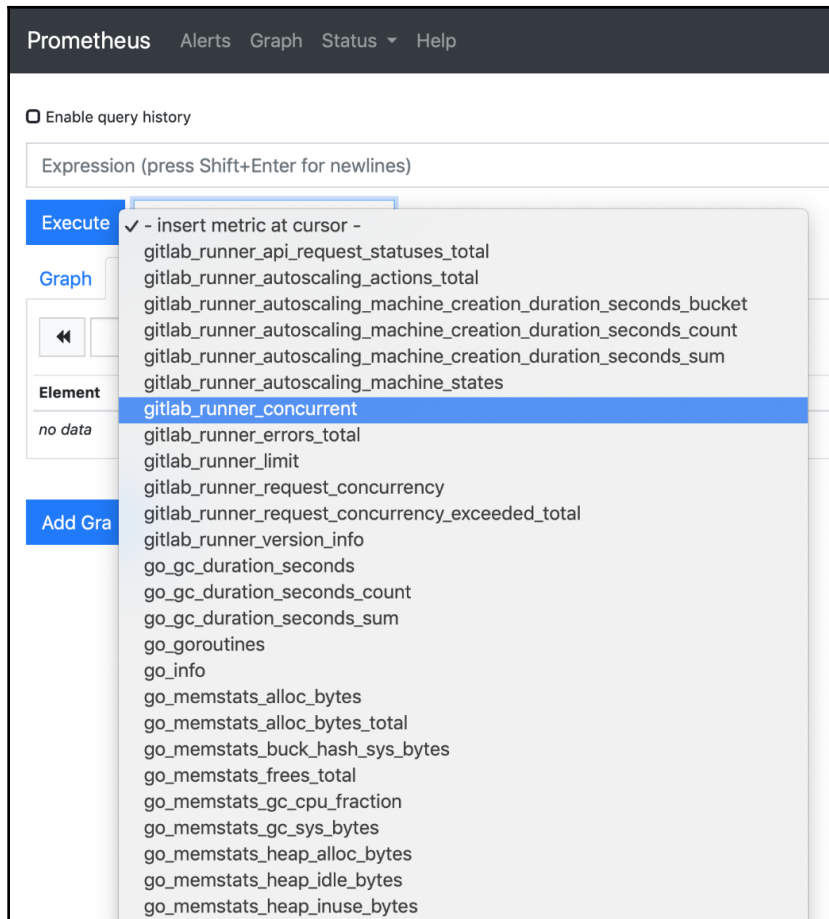 Prometheus Alerts Graph Status Help
Enable query history
Expression (press Shift+Enter for newlines)
Execute
✓ - insert metric at cursor -
gitlab_runner_api_request_statuses_total
gitlab_runner_autoscaling_actions_total
Graph
gitlab_runner_autoscaling_machine_creation_duration_seconds_bucket
gitlab_runner_autoscaling_machine_creation_duration_seconds_count
gitlab_runner_autoscaling_machine_creation_duration_seconds_sum
gitlab_runner_autoscaling_machine_states
Element
gitlab_runner_concurrent
no data
gitlab_runner_errors_total
gitlab_runner_limit
gitlab_runner_request_concurrency
gitlab_runner_request_concurrency_exceeded_total
Add Gra
gitlab_runner_version_info
go_gc_duration_seconds
go_gc_duration_seconds_count
go_gc_duration_seconds_sum
go_goroutines
go_info
go_memstats_alloc_bytes
go_memstats_alloc_bytes_total
go_memstats_buck_hash_sys_bytes
go_memstats_frees_total
go_memstats_gc_cpu_fraction
go_memstats_gc_sys_bytes
go_memstats_heap_alloc_bytes
go_memstats_heap_idle_bytes
go_memstats_heap_inuse_bytes